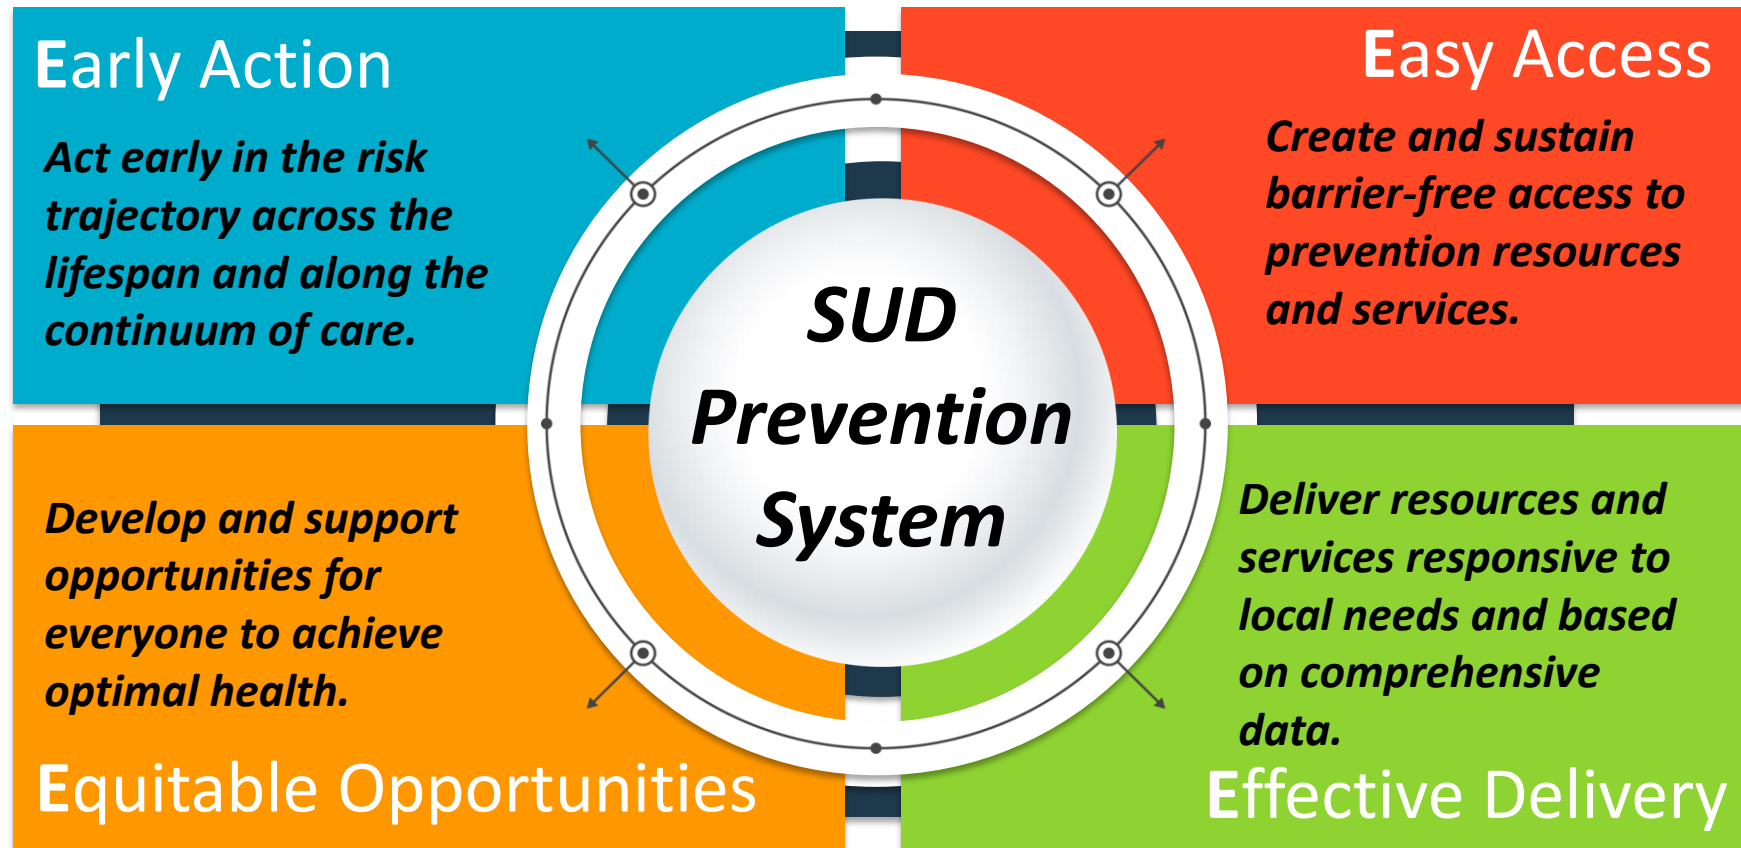 Early Action
Act early in the risk
trajectory across the
lifespan and along the
continuum of care.
Easy Access
Create and sustain
barrier-free access to
prevention resources
and services.
SUD
Prevention
System
Develop and support
opportunities for
everyone to achieve
optimal health.
Equitable Opportunities
Deliver resources and
services responsive to
local needs and based
on comprehensive
data.
Effective Delivery